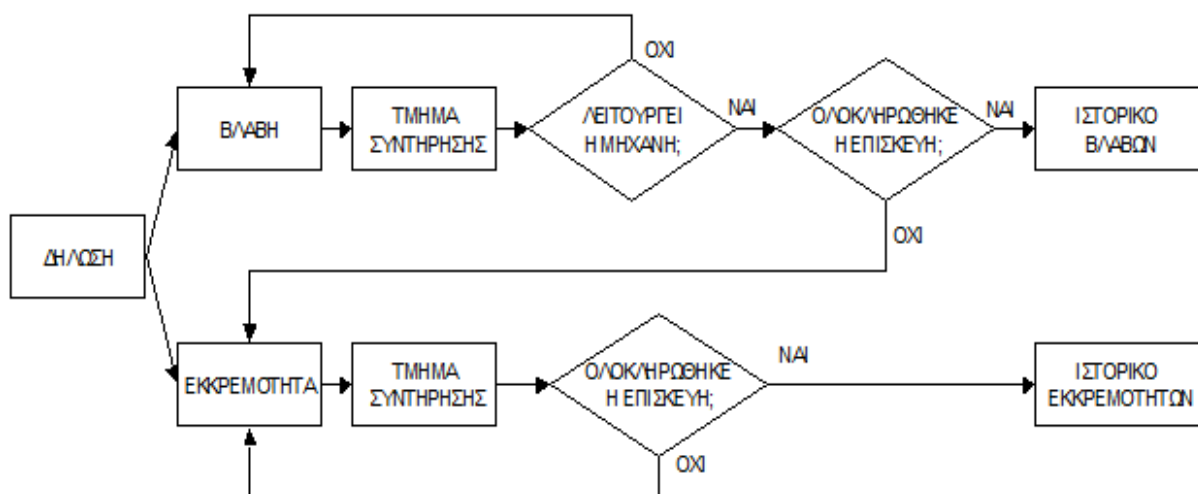 ΟΧΙ
ΒΛΑΒΗ
ΤΜΗΜΑ
ΣΥΝΤΗΡΗΣΗΣ
ΛΕΙΤΟΥΡΓΕΙ
Η ΜΗΧΑΝΗ;
ΝΑΙ
ΟΛΟΚΛΗΡΩΘΗΚΕ
Η ΕΠΙΣΚΕΥΗ;
ΝΑΙ
ΙΣΤΟΡΙΚΟ
ΒΛΑΒΩΝ
ΟΧΙ
ΔΗΛΩΣΗ
ΕΚΚΡΕΜΟΤΗΤΑ
ΤΜΗΜΑ
ΣΥΝΤΗΡΗΣΗΣ
ΟΛΟΚΛΗΡΩΘΗΚΕ
Η ΕΠΙΣΚΕΥΗ;
ΝΑΙ
ΙΣΤΟΡΙΚΟ
ΕΚΚΡΕΜΟΤΗΤΩΝ
ΟΧΙ